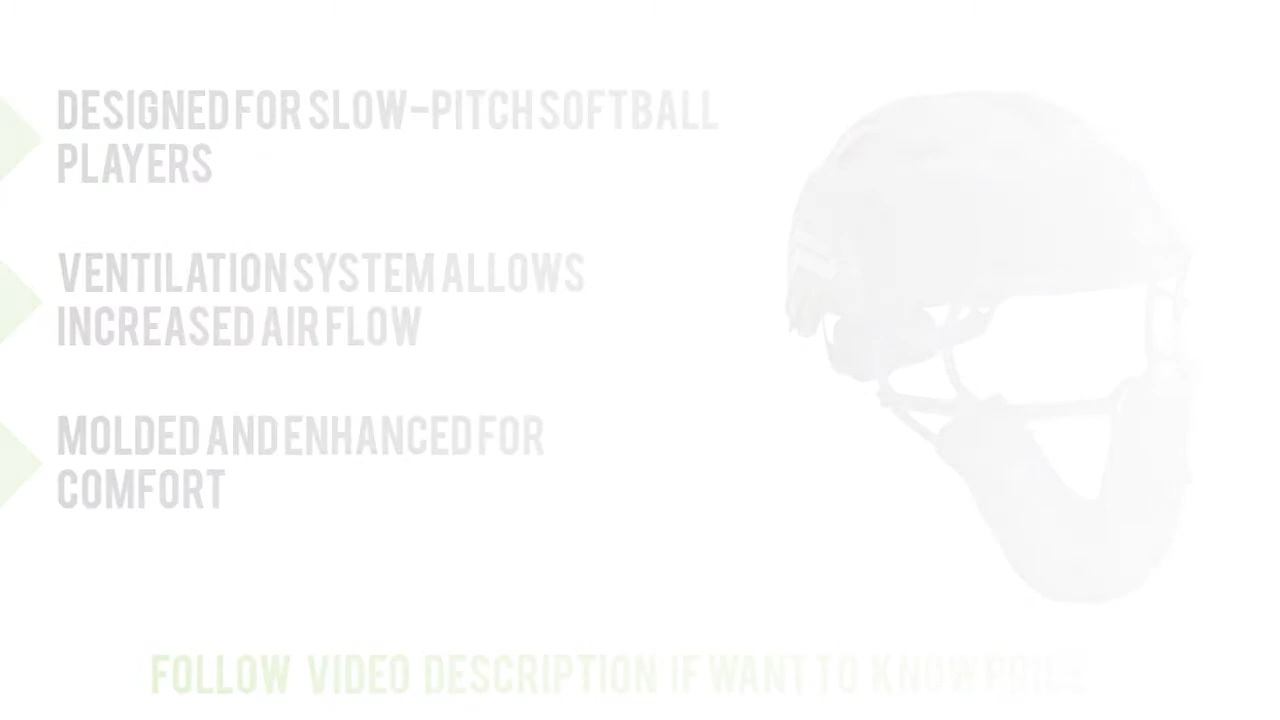 DESIGNED FOR SLOW-PITCH SOFTBALL
PLAYERS
VENTILATION SYSTEM ALLOWS
INCREASED AIR FLOW
MOLDED AND ENHANCED FOR
COMFORT
FOLLOW VIDEO DESCRIPTION IF WANT TO KNOW PRICE